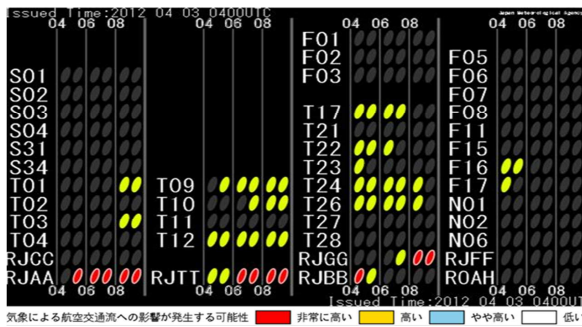 Issued Time:2012 04 03 0400UTC
Japan Meteorological Agency
04 06 08 04 06 08 04 06 08 04 06 08
F01
F02
F03
F05
S01 F06
S02 F07
S03 T17 F08
S04 T21 F11
S31 T22 F15
S34 T23 F16
T01 T09 T24 F17
T02 T10 T26 N01
T03 T11 T27 N02
T04 T12 T28 N06
RJCC RJGG RJFF
RJAA RJTT RJBB ROAH
04 06 08 04 06 08 04 06 08 04 06 08
Issued Time:2012 04 03 0400U
気象による航空交通流への影響が発生する可能性 非常に高い 高い やや高い 低い